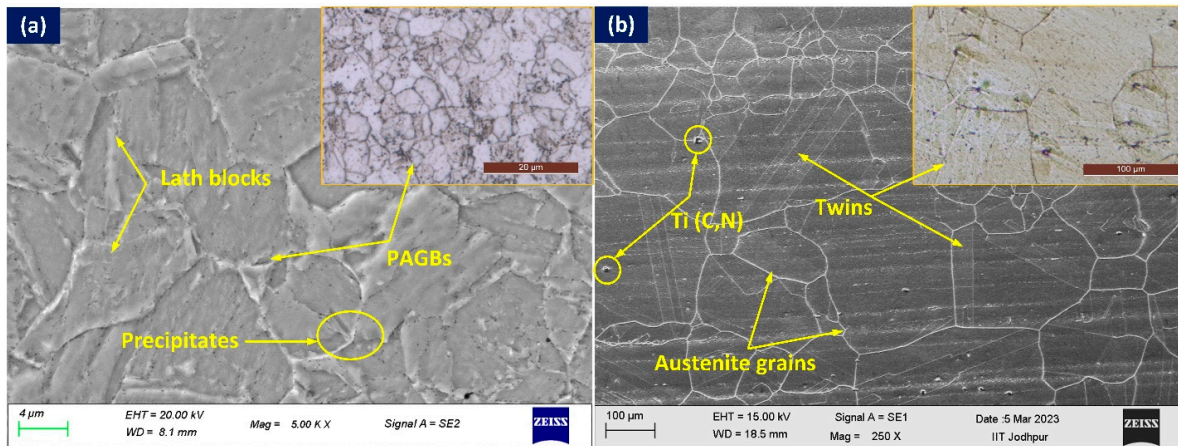 (a)
20 µm
Lath blocks
PAGBs
Precipitates
4 µm
EHT = 20.00 kV
WD = 8.1 mm
Mag = 5.00 K X
Signal A = SE2
ZEISS
(b)
100 µm
Ti (C,N)
Twins
Austenite grains
100 µm
EHT = 15.00 kV
WD = 18.5 mm
Signal A = SE1
Mag = 250 X
Date :5 Mar 2023
IIT Jodhpur
ZEISS